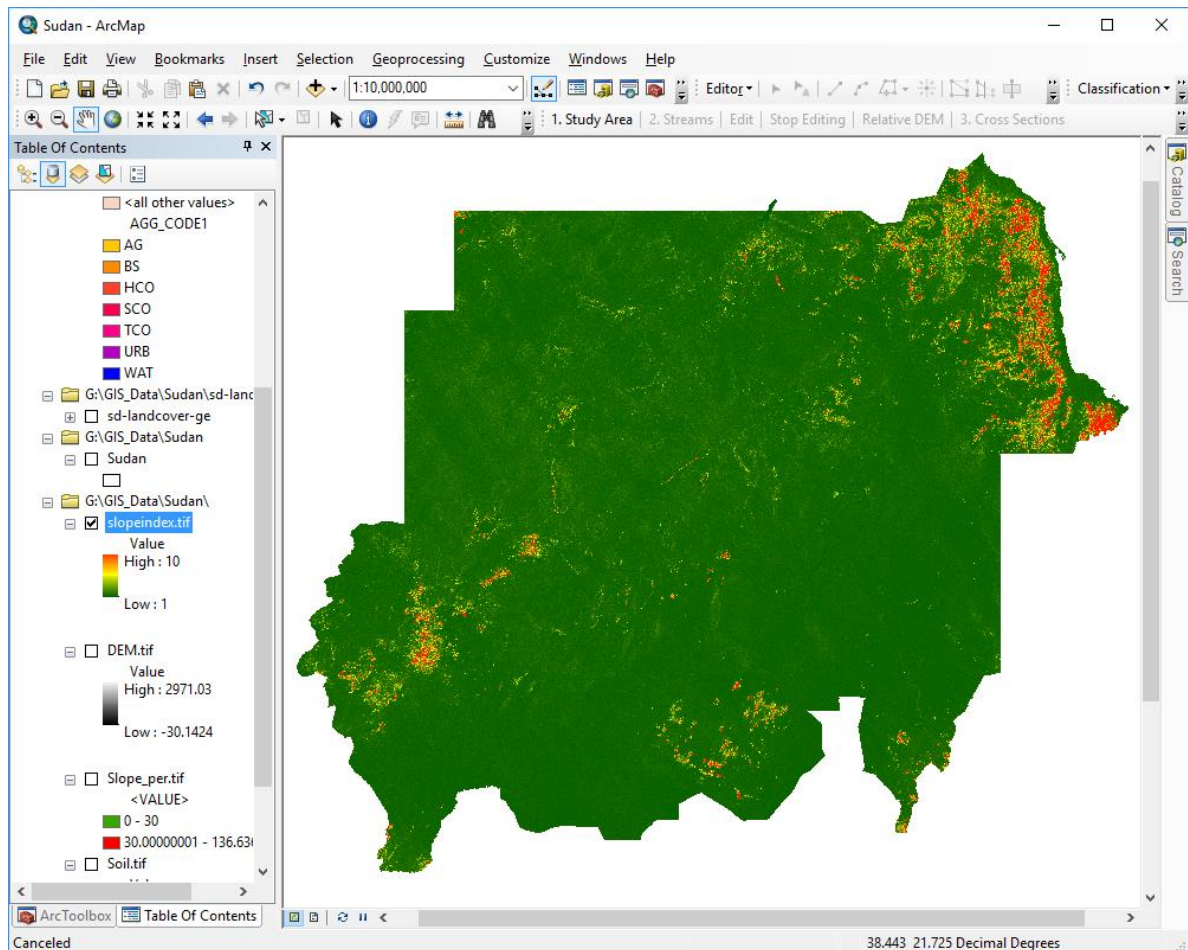 Sudan - ArcMap
File Edit View Bookmarks Insert Selection Geoprocessing Customize Windows Help
1:10,000,000 Editor Classification
1. Study Area | 2. Streams | Edit | Stop Editing | Relative DEM | 3. Cross Sections
Table Of Contents
<all other values>
AGG_CODE1
AG
BS
HCO
SCO
TCO
URB
WAT
G:\GIS_Data\Sudan\sd-land
sd-landcover-ge
G:\GIS_Data\Sudan
Sudan
G:\GIS_Data\Sudan\
slopeindex.tif
Value
High : 10
Low : 1
DEM.tif
Value
High : 2971.03
Low : -30.1424
Slope_per.tif
<VALUE>
0 - 30
30.00000001 - 136.636
Soil.tif
ArcToolbox Table Of Contents
Canceled 38.443 21.725 Decimal Degrees
Catalog
Search